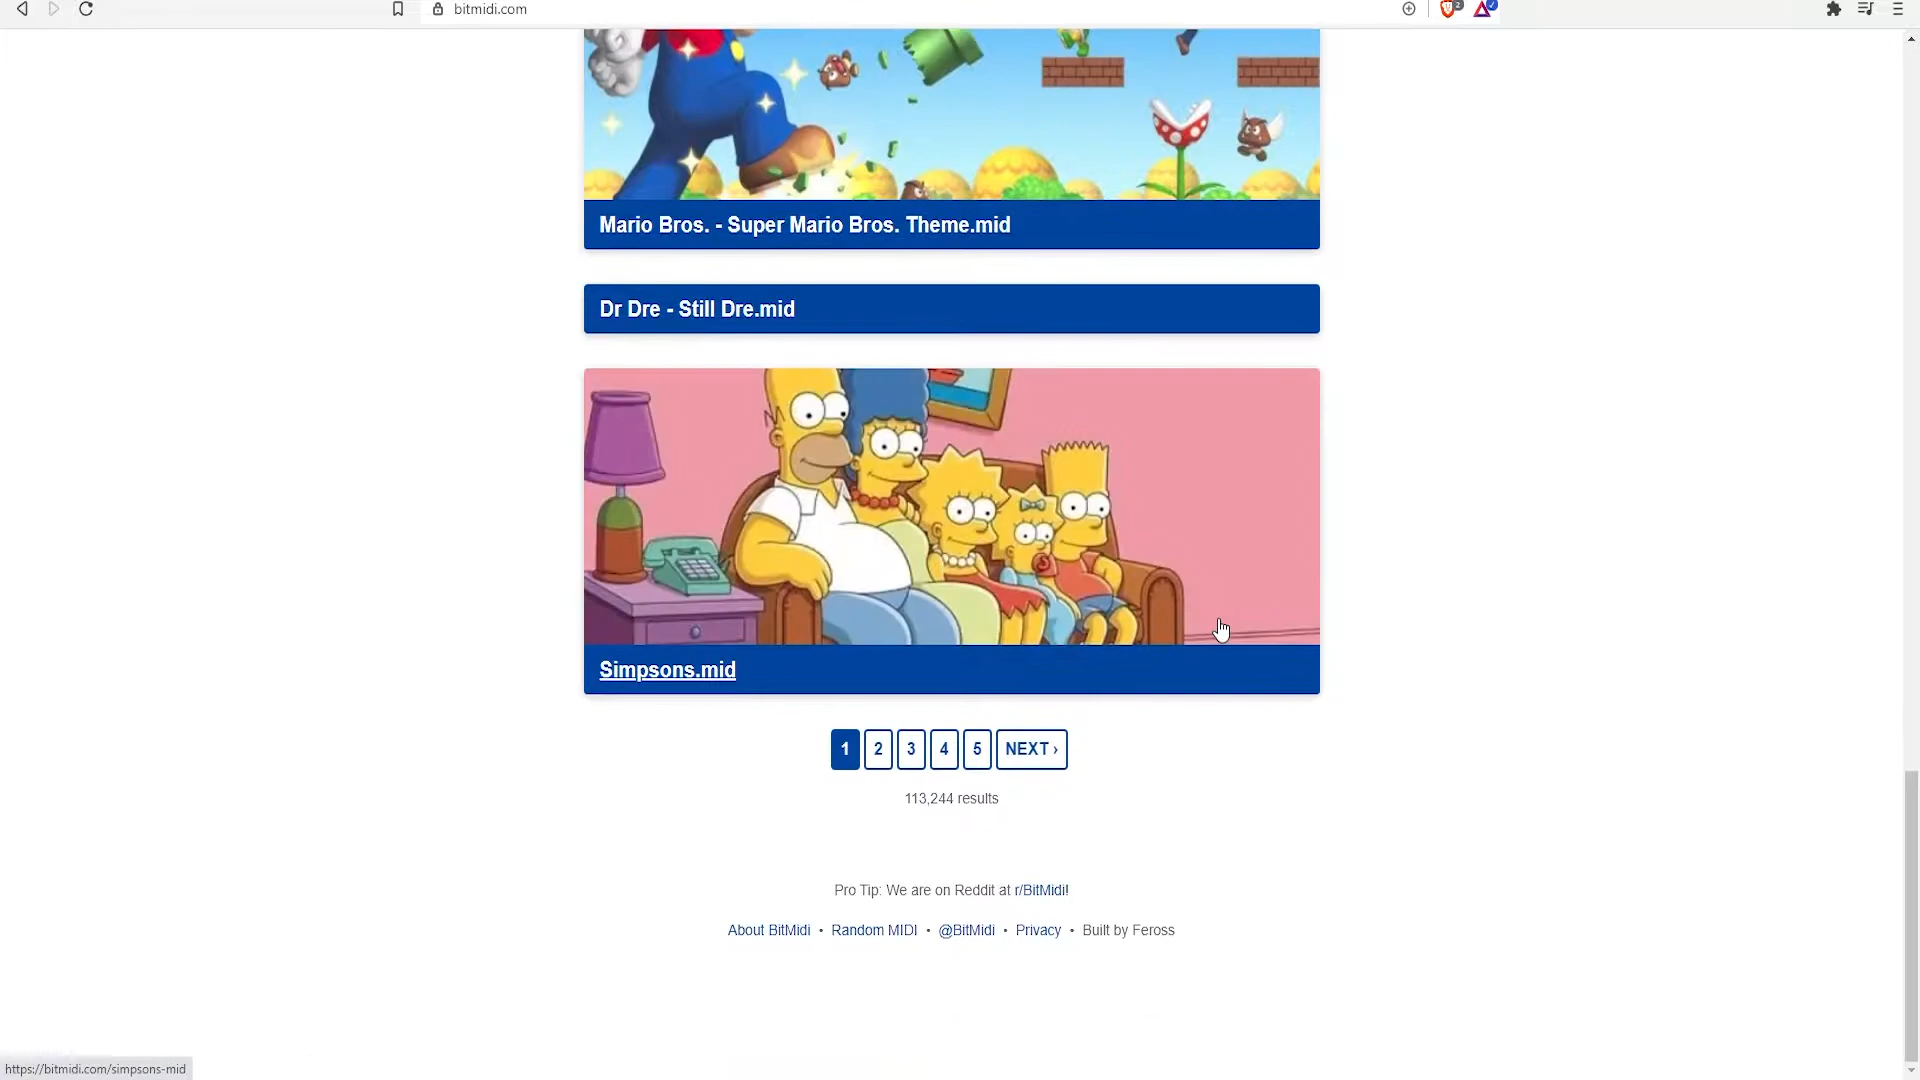 bitmidi.com
2
Mario Bros. - Super Mario Bros. Theme.mid
Dr Dre - Still Dre.mid
Simpsons.mid
1 2 3 4 5 NEXT ›
113,244 results
Pro Tip: We are on Reddit at r/BitMidi!
About BitMidi • Random MIDI • @BitMidi • Privacy • Built by Feross
https://bitmidi.com/simpsons-mid